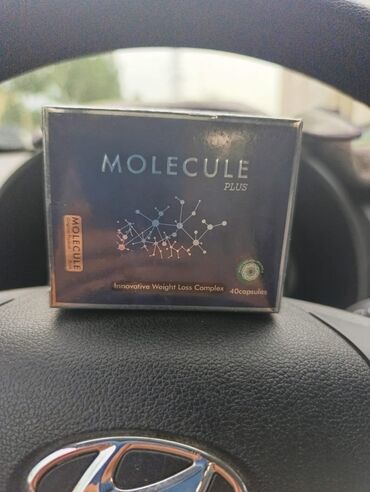 MOLECULE
PLUS
MOLECULE
Innovative Weight Loss Complex
40capsules